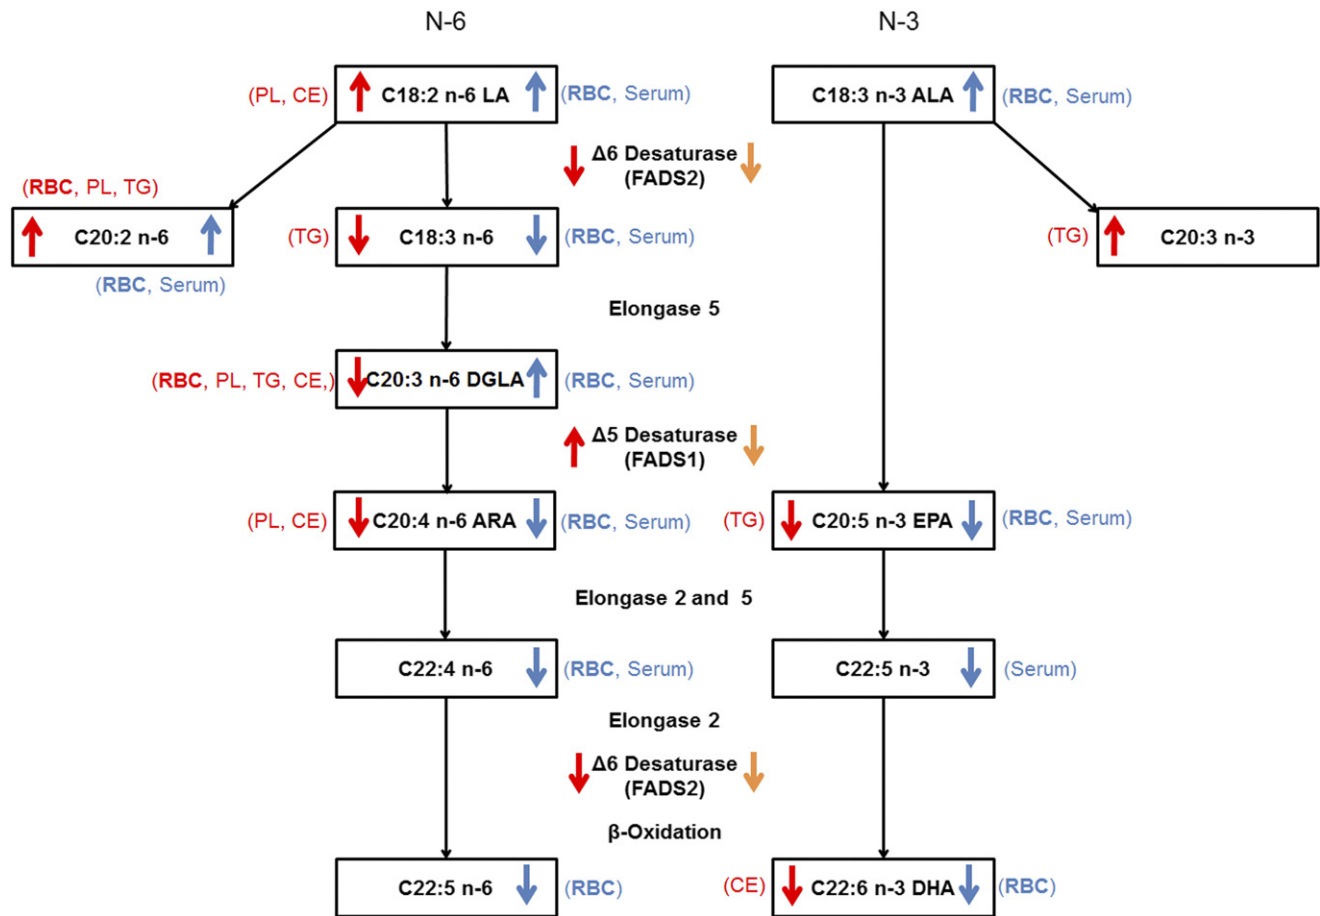 N-6
N-3
(PL, CE)
C18:2 n-6 LA
(RBC, Serum)
C18:3 n-3 ALA
(RBC, Serum)
Δ6 Desaturase
(FADS2)
(RBC, PL, TG)
C20:2 n-6
(RBC, Serum)
(TG)
C18:3 n-6
(RBC, Serum)
(TG)
C20:3 n-3
Elongase 5
(RBC, PL, TG, CE,)
C20:3 n-6 DGLA
(RBC, Serum)
Δ5 Desaturase
(FADS1)
(PL, CE)
C20:4 n-6 ARA
(RBC, Serum)
(TG)
C20:5 n-3 EPA
(RBC, Serum)
Elongase 2 and 5
C22:4 n-6
(RBC, Serum)
C22:5 n-3
(Serum)
Elongase 2
Δ6 Desaturase
(FADS2)
β-Oxidation
C22:5 n-6
(RBC)
(CE)
C22:6 n-3 DHA
(RBC)